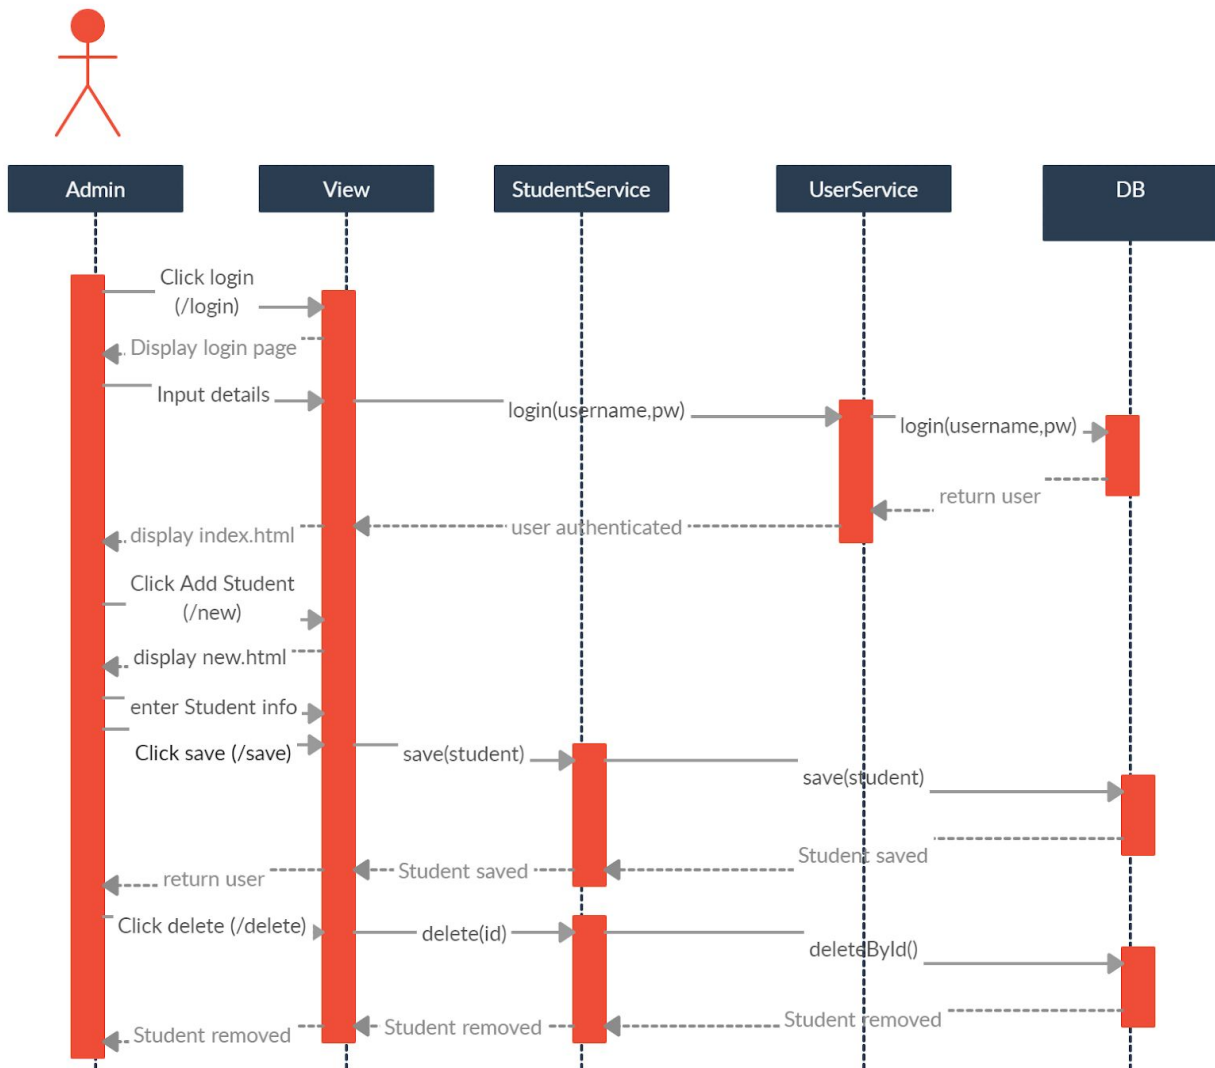 Admin
View
StudentService
UserService
DB
Click login
(/login)
Display login page
Input details
login(username,pw)
login(username,pw)
return user
user authenticated
display index.html
Click Add Student
(/new)
display new.html
enter Student info
Click save (/save)
save(student)
save(student)
Student saved
Student saved
return user
Click delete (/delete)
delete(id)
deleteById()
Student removed
Student removed
Student removed